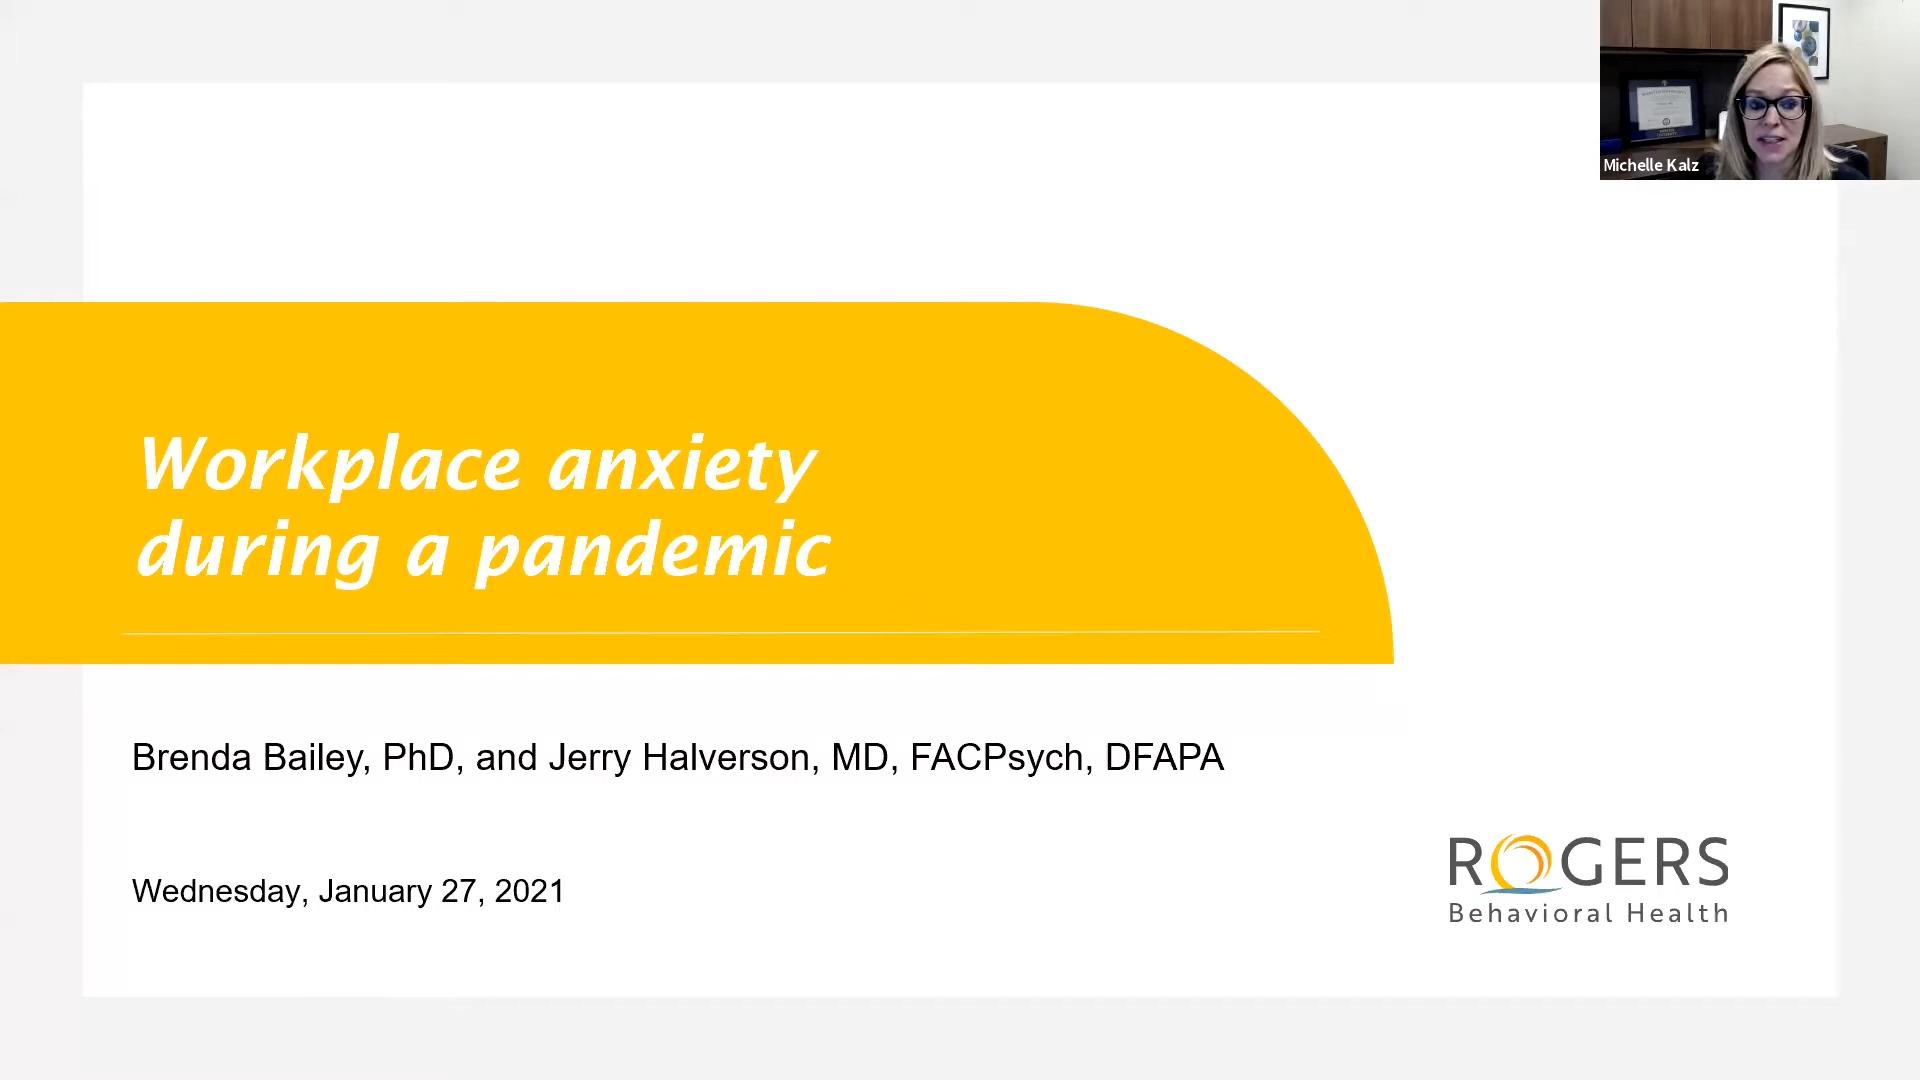 Michelle Kalz
Workplace anxiety
during a pandemic
Brenda Bailey, PhD, and Jerry Halverson, MD, FACPsych, DFAPA
Wednesday, January 27, 2021
ROGERS
Behavioral Health